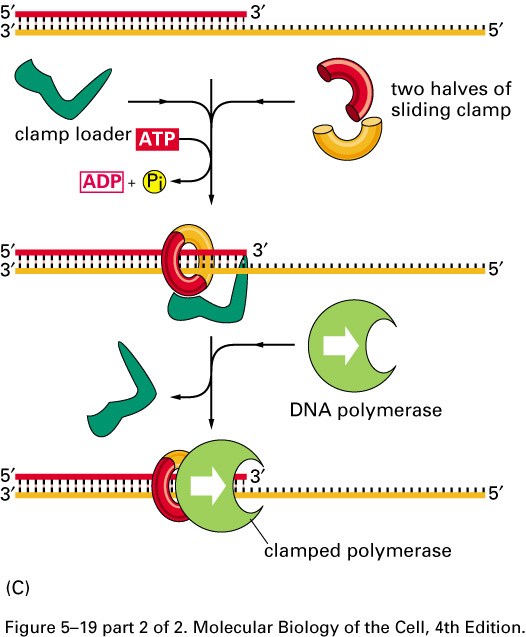 5′ 3′
3′ 5′
clamp loader
two halves of
sliding clamp
ATP
ADP + Pi
5′ 3′
3′ 5′
DNA polymerase
5′ 3′
3′ 5′
clamped polymerase
(C)
Figure 5–19 part 2 of 2. Molecular Biology of the Cell, 4th Edition.